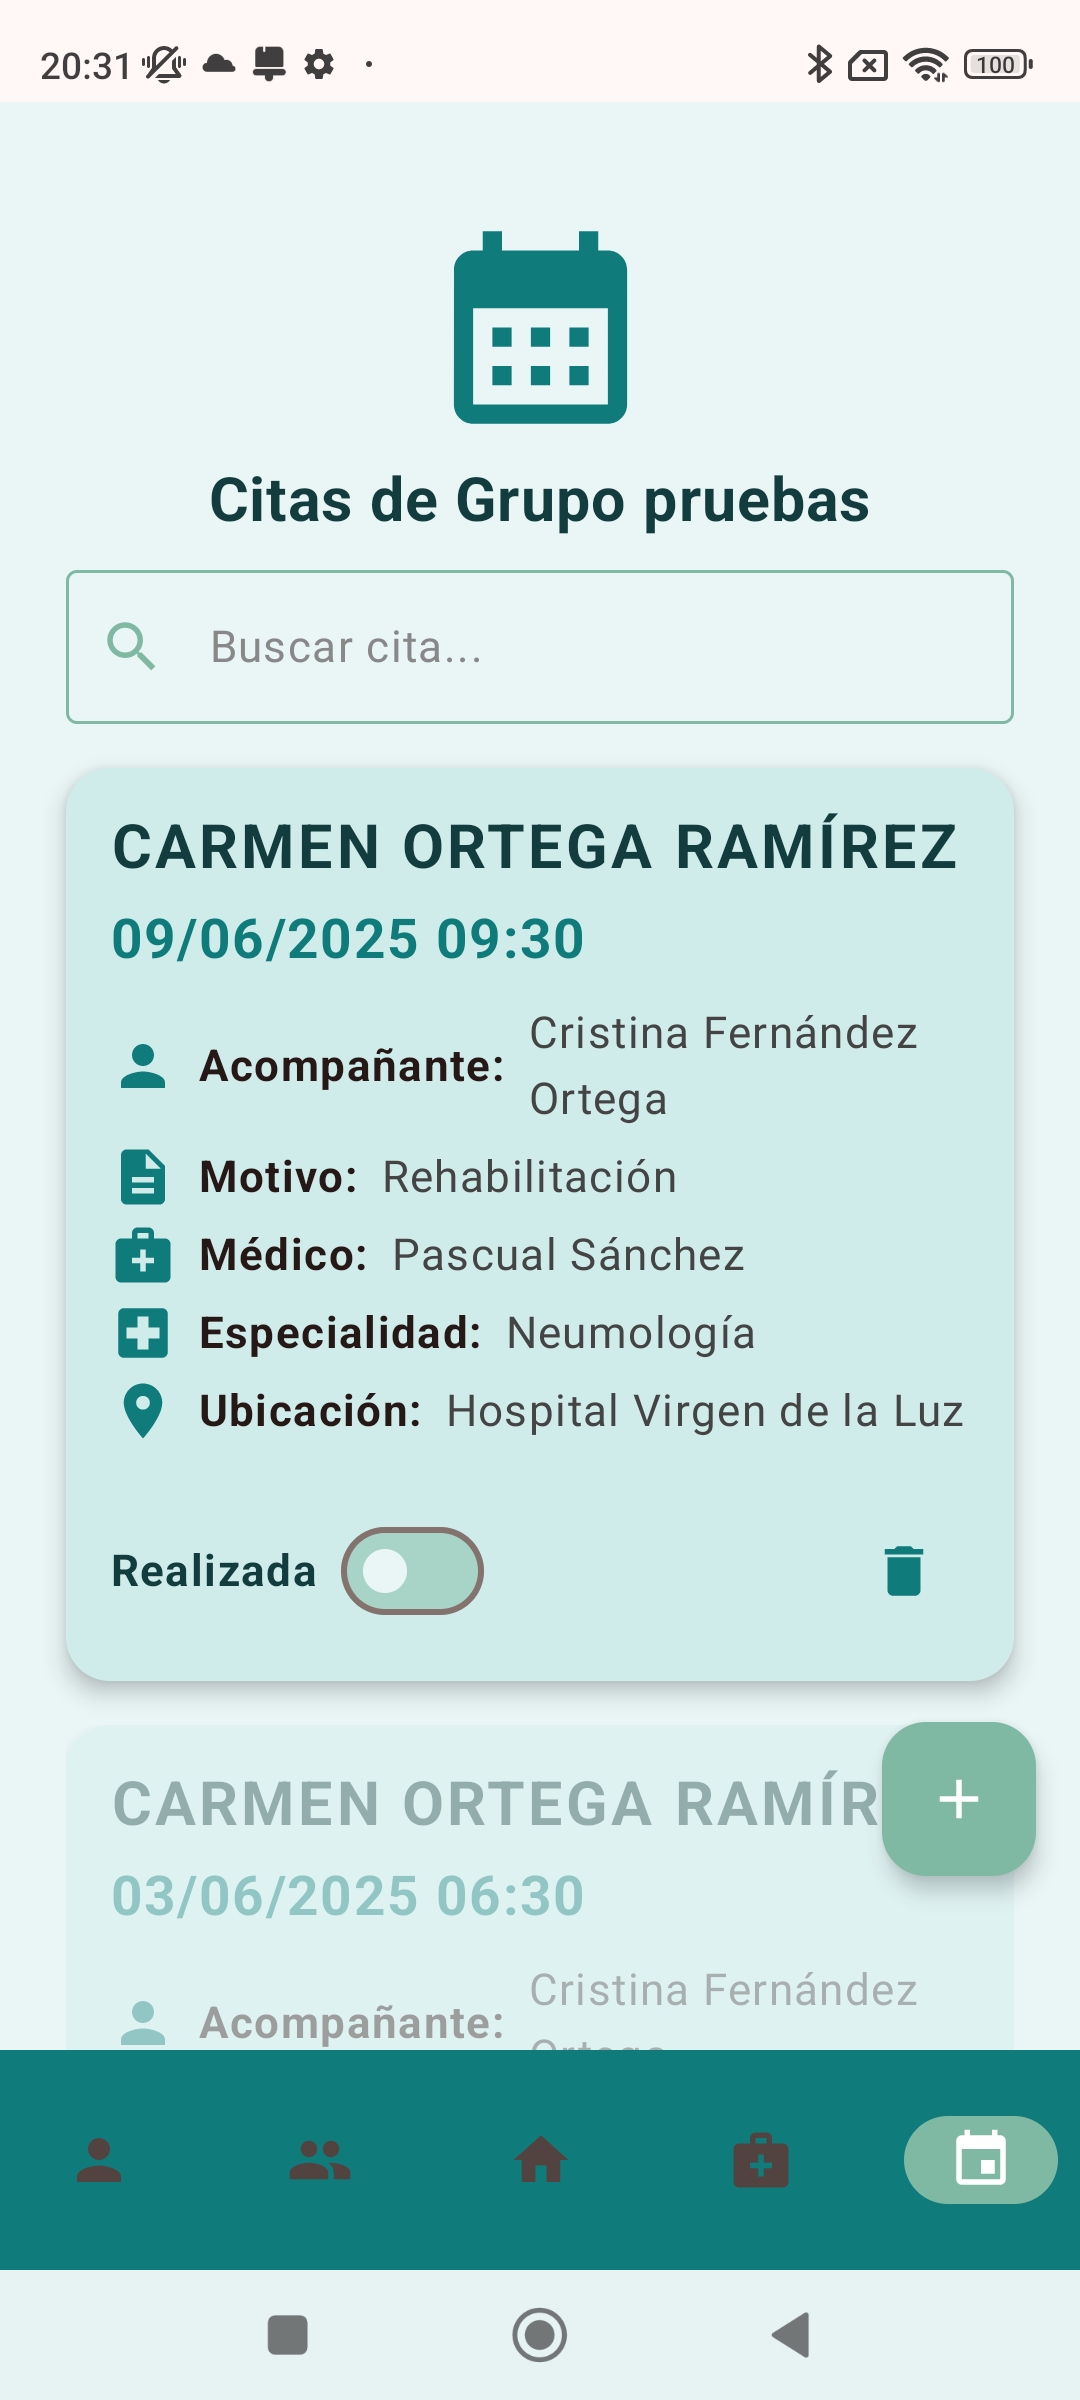 20:31
100
Citas de Grupo pruebas
Buscar cita...
CARMEN ORTEGA RAMÍREZ
09/06/2025 09:30
Acompañante: Cristina Fernández
Ortega
Motivo: Rehabilitación
Médico: Pascual Sánchez
Especialidad: Neumología
Ubicación: Hospital Virgen de la Luz
Realizada
CARMEN ORTEGA RAMÍR
03/06/2025 06:30
Acompañante: Cristina Fernández